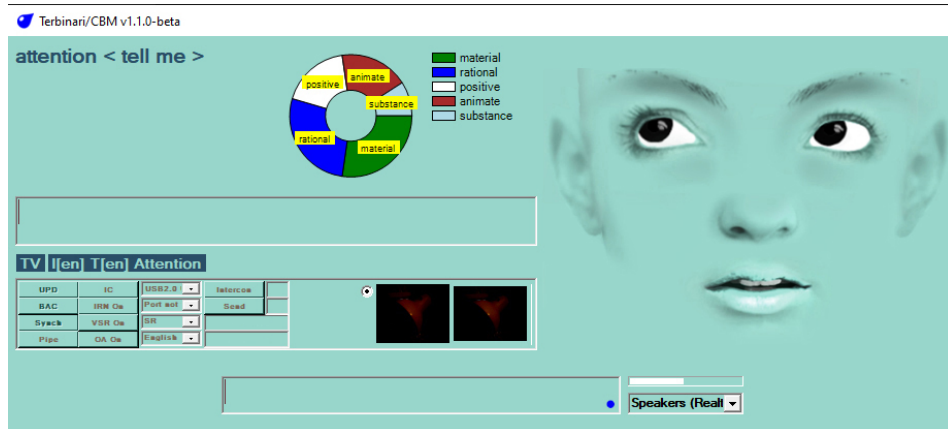 Terbinari/CBM v1.1.0-beta
attention < tell me >
positive
animate
substance
rational
material
material
rational
positive
animate
substance
TV I[en] T[en] Attention
UPD IC USB2.0 Intercom
BAC IRN On Port not Send
Synch VSR On SR
Pipe OA On English
Speakers (Realt